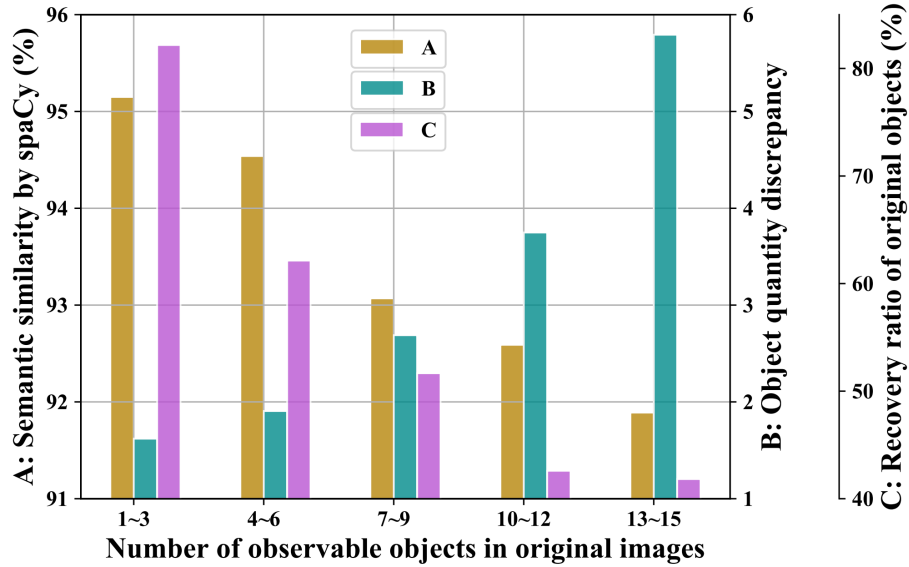 A: Semantic similarity by spaCy (%)
96
95
94
93
92
91
A
B
C
6
5
4
3
2
1
B: Object quantity discrepancy
80
70
60
50
40
C: Recovery ratio of original objects (%)
1~3 4~6 7~9 10~12 13~15
Number of observable objects in original images